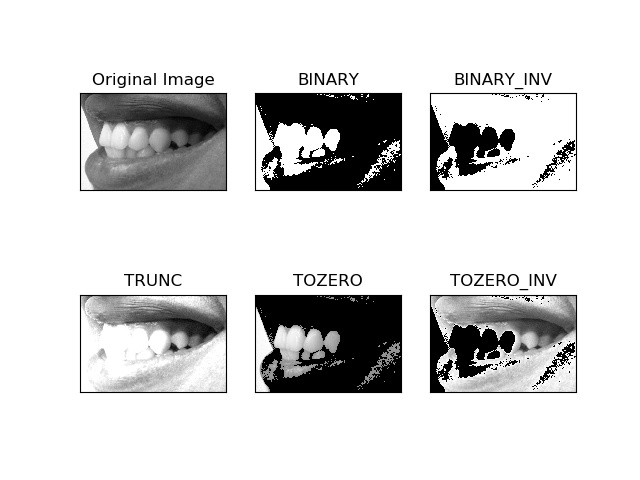 Original Image
BINARY
BINARY_INV
TRUNC
TOZERO
TOZERO_INV